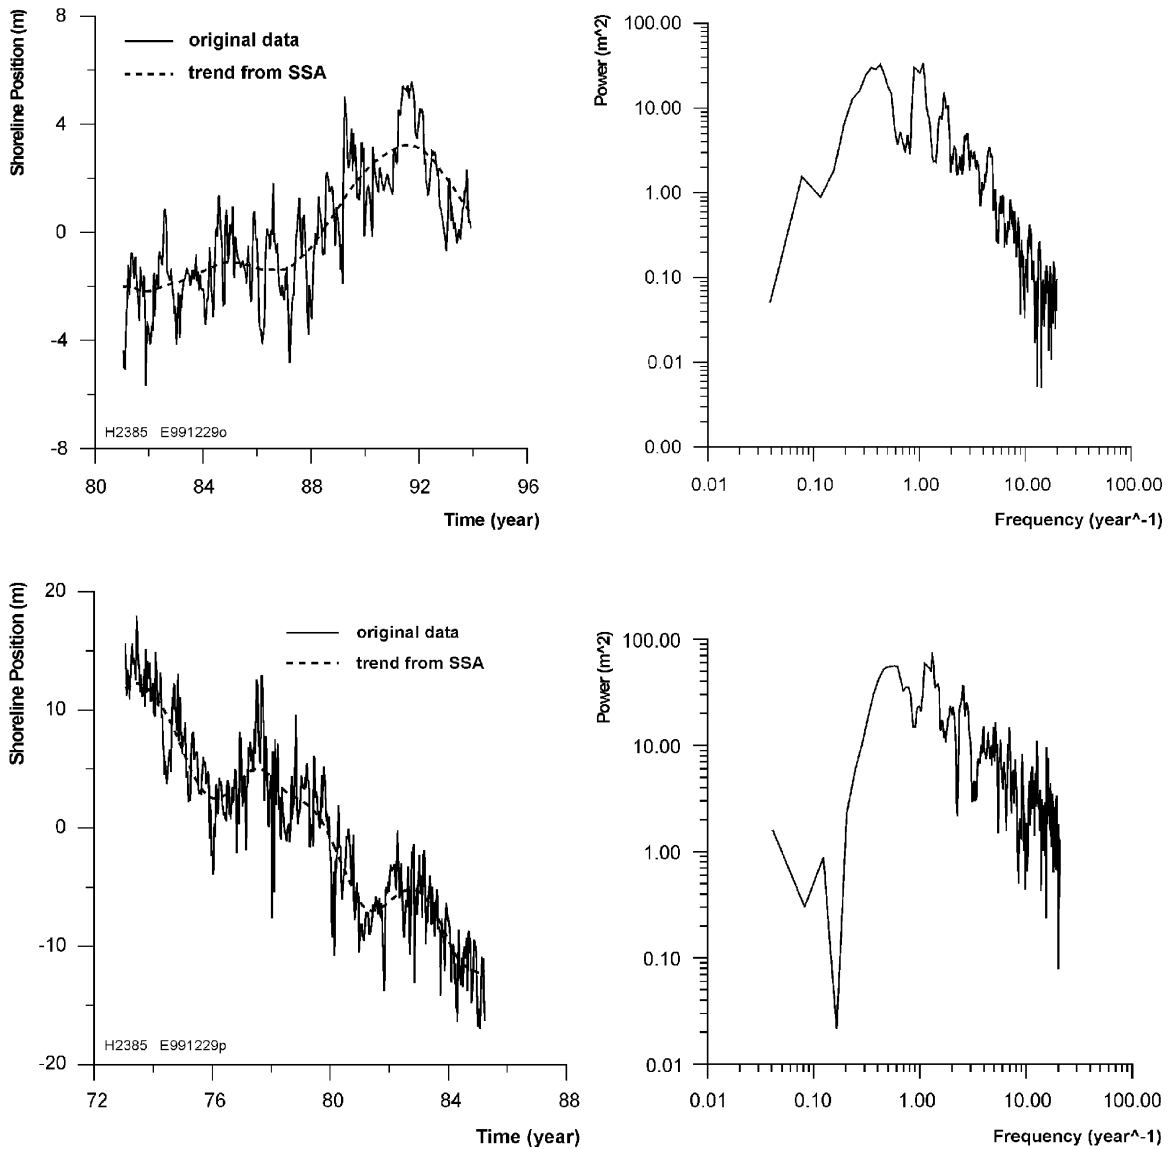 Shoreline Position (m)
8
4
0
-4
-8
original data
trend from SSA
H2385 E991229o
80 84 88 92 96
Time (year)
Power (m^2)
100.00
10.00
1.00
0.10
0.01
0.00
0.01 0.10 1.00 10.00 100.00
Frequency (year^-1)
Shoreline Position (m)
20
10
0
-10
-20
original data
trend from SSA
H2385 E991229p
72 76 80 84 88
Time (year)
Power (m^2)
100.00
10.00
1.00
0.10
0.01
0.01 0.10 1.00 10.00 100.00
Frequency (year^-1)